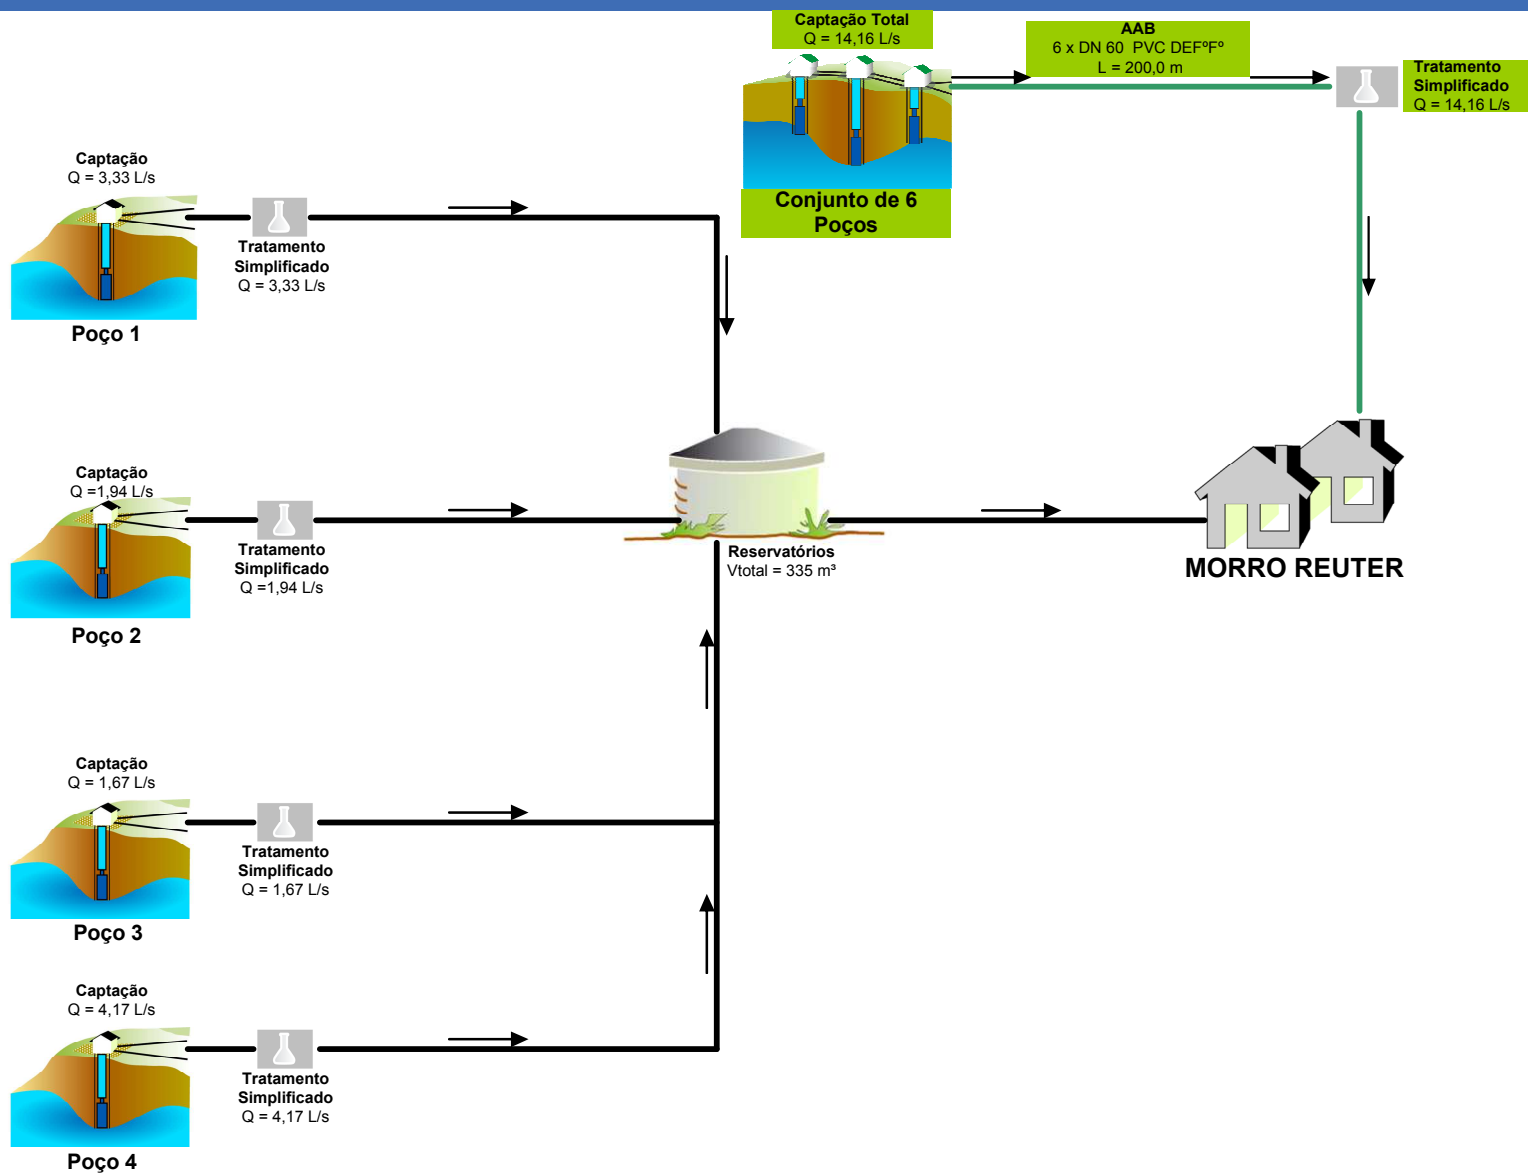 Captação Total
Q = 14,16 L/s
AAB
6 x DN 60 PVC DEFºFº
L = 200,0 m
Tratamento
Simplificado
Q = 14,16 L/s
Conjunto de 6
Poços
Captação
Q = 3,33 L/s
Tratamento
Simplificado
Q = 3,33 L/s
Poço 1
Captação
Q =1,94 L/s
Tratamento
Simplificado
Q =1,94 L/s
Poço 2
Reservatórios
Vtotal = 335 m³
MORRO REUTER
Captação
Q = 1,67 L/s
Tratamento
Simplificado
Q = 1,67 L/s
Poço 3
Captação
Q = 4,17 L/s
Tratamento
Simplificado
Q = 4,17 L/s
Poço 4